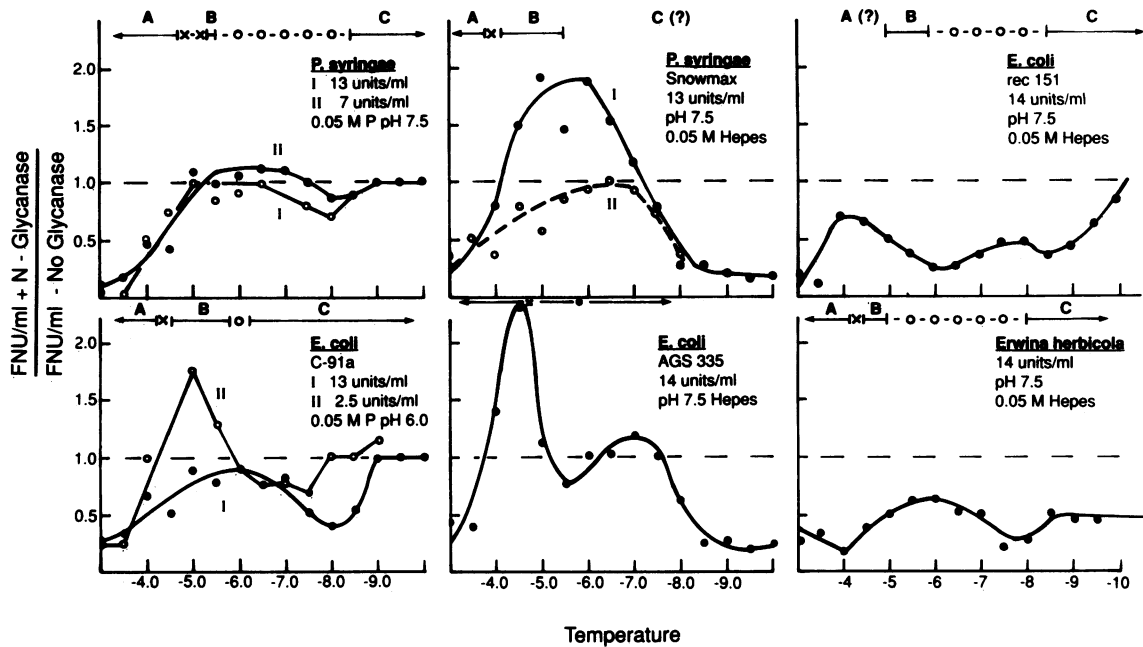 FNU/ml + N - Glycanase
FNU/ml - No Glycanase
A B C
2.0
1.5
1.0
0.5
P. syringae
I 13 units/ml
II 7 units/ml
0.05 M P pH 7.5
II
I
A B C (?)
P. syringae
Snowmax
13 units/ml
pH 7.5
0.05 M Hepes
I
II
A (?) B C
E. coli
rec 151
14 units/ml
pH 7.5
0.05 M Hepes
A B C
2.0
1.5
1.0
0.5
E. coli
C-91a
I 13 units/ml
II 2.5 units/ml
0.05 M P pH 6.0
II
I
-4.0 -5.0 -6.0 -7.0 -8.0 -9.0
E. coli
AGS 335
14 units/ml
pH 7.5 Hepes
-4.0 -5.0 -6.0 -7.0 -8.0 -9.0
A B C
Erwina herbicola
14 units/ml
pH 7.5
0.05 M Hepes
-4 -5 -6 -7 -8 -9 -10
Temperature